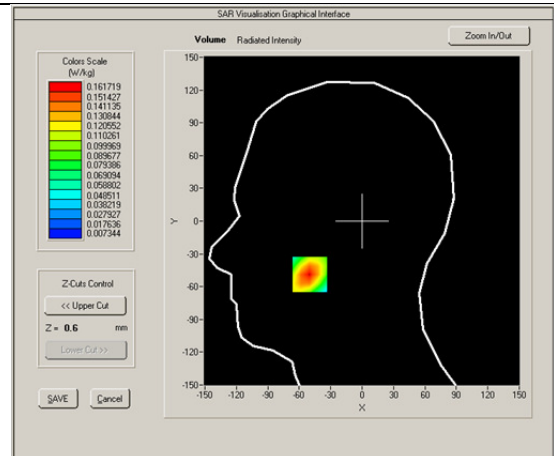 SAR Visualisation Graphical Interface
Volume Radiated Intensity
Zoom In/Out
Colors Scale
(W/kg)
0.161719
0.151427
0.141135
0.130844
0.120552
0.110261
0.099969
0.089677
0.079386
0.069094
0.058802
0.048511
0.038219
0.027927
0.017636
0.007344
Z-Cuts Control
<< Upper Cut
Z = 0.6 mm
Lower Cut >>
SAVE Cancel
150-
120-
90-
60-
30-
0-
-30-
-60-
-90-
-120-
-150-
Y
-150 -120 -90 -60 -30 0 30 60 90 120 150
X